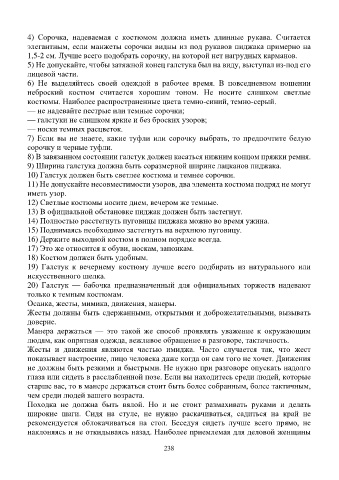 4) Сорочка, надеваемая с костюмом должна иметь длинные рукава. Считается
элегантным, если манжеты сорочки видны из под рукавов пиджака примерно на
1,5-2 см. Лучше всего подобрать сорочку, на которой нет нагрудных карманов.
5) Не допускайте, чтобы затяжной конец галстука был на виду, выступал из-под его
лицевой части.
6) Не выделяйтесь своей одеждой в рабочее время. В повседневном ношении
неброский костюм считается хорошим тоном. Не носите слишком светлые
костюмы. Наиболее распространенные цвета темно-синий, темно-серый.
— не надевайте пестрые или темные сорочки;
— галстуки не слишком яркие и без броских узоров;
— носки темных расцветок.
7) Если вы не знаете, какие туфли или сорочку выбрать, то предпочтите белую
сорочку и черные туфли.
8) В завязанном состоянии галстук должен касаться нижним концом пряжки ремня.
9) Ширина галстука должна быть соразмерной ширине лацканов пиджака.
10) Галстук должен быть светлее костюма и темнее сорочки.
11) Не допускайте несовместимости узоров, два элемента костюма подряд не могут
иметь узор.
12) Светлые костюмы носите днем, вечером же темные.
13) В официальной обстановке пиджак должен быть застегнут.
14) Полностью расстегнуть пуговицы пиджака можно во время ужина.
15) Поднимаясь необходимо застегнуть на верхнюю пуговицу.
16) Держите выходной костюм в полном порядке всегда.
17) Это же относится к обуви, носкам, запонкам.
18) Костюм должен быть удобным.
19) Галстук к вечернему костюму лучше всего подбирать из натурального или
искусственного шелка.
20) Галстук — бабочка предназначенный для официальных торжеств надевают
только к темным костюмам.
Осанка, жесты, мимика, движения, манеры.
Жесты должны быть сдержанными, открытыми и доброжелательными, вызывать
доверие.
Манера держаться — это такой же способ проявлять уважение к окружающим
людям, как опрятная одежда, вежливое обращение в разговоре, тактичность.
Жесты и движения являются частью имиджа. Часто случается так, что жест
показывает настроение, лицо человека даже когда он сам того не хочет. Движения
не должны быть резкими и быстрыми. Не нужно при разговоре опускать надолго
глаза или сидеть в расслабленной позе. Если вы находитесь среди людей, которые
старше вас, то в манере держаться стоит быть более собранным, более тактичным,
чем среди людей вашего возраста.
Походка не должна быть вялой. Но и не стоит размахивать руками и делать
широкие шаги. Сидя на стуле, не нужно раскачиваться, садиться на край не
рекомендуется облокачиваться на стол. Беседуя сидеть лучше всего прямо, не
наклоняясь и не откидываясь назад. Наиболее приемлемая для деловой женщины
238